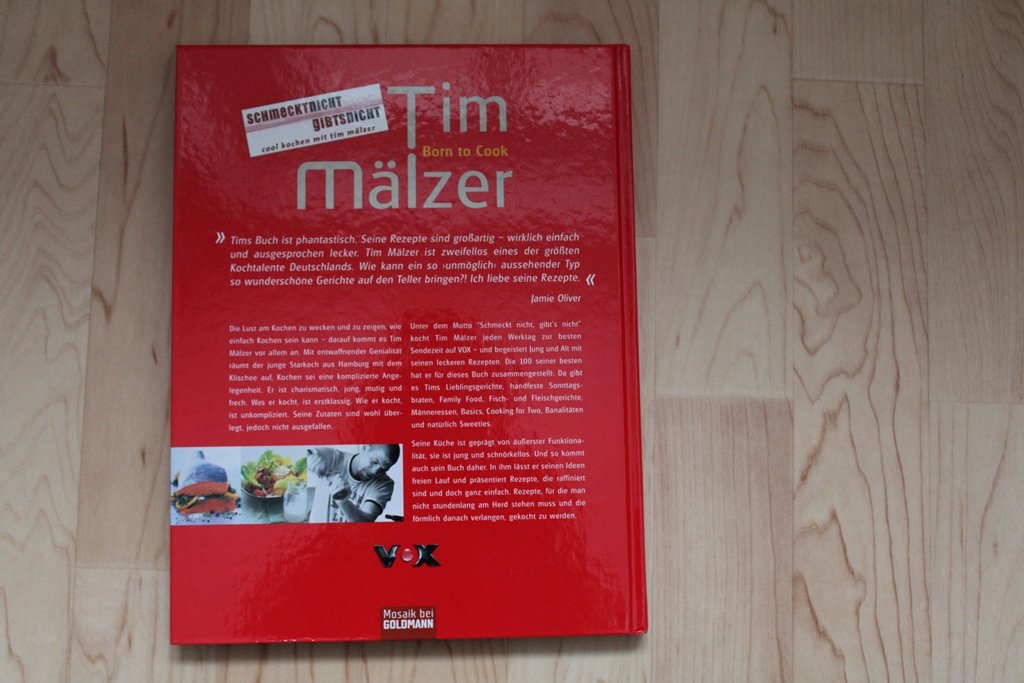 SCHMECKTNICHT
GIBTSNICHT
cool kochen mit tim mälzer
Tim
Born to Cook
Mälzer
» Tims Buch ist phantastisch. Seine Rezepte sind großartig – wirklich einfach
und ausgesprochen lecker. Tim Mälzer ist zweifellos eines der größten
Kochtalente Deutschlands. Wie kann ein so ›unmöglich‹ aussehender Typ
so wunderschöne Gerichte auf den Teller bringen?! Ich liebe seine Rezepte. «
Jamie Oliver
Die Lust am Kochen zu wecken und zu zeigen, wie
einfach Kochen sein kann – darauf kommt es Tim
Mälzer vor allem an. Mit entwaffnender Genialität
räumt der junge Starkoch aus Hamburg mit dem
Klischee auf, Kochen sei eine komplizierte Ange-
legenheit. Er ist charismatisch, jung, mutig und
frech. Was er kocht, ist erstklassig. Wie er kocht,
ist unkompliziert. Seine Zutaten sind wohl über-
legt, jedoch nicht ausgefallen.
Unter dem Motto "Schmeckt nicht, gibt's nicht"
kocht Tim Mälzer jeden Werktag zur besten
Sendezeit auf VOX – und begeistert Jung und Alt mit
seinen leckeren Rezepten. Die 100 seiner besten
hat er für dieses Buch zusammengestellt: Da gibt
es Tims Lieblingsgerichte, handfeste Sonntags-
braten, Family Food, Fisch- und Fleischgerichte,
Männeressen, Basics, Cooking for Two, Banalitäten
und natürlich Sweeties.
Seine Küche ist geprägt von äußerster Funktiona-
lität, sie ist jung und schnörkellos. Und so kommt
auch sein Buch daher. In ihm lässt er seinen Ideen
freien Lauf und präsentiert Rezepte, die raffiniert
sind und doch ganz einfach. Rezepte, für die man
nicht stundenlang am Herd stehen muss und die
förmlich danach verlangen, gekocht zu werden.
VOX
Mosaik bei
GOLDMANN